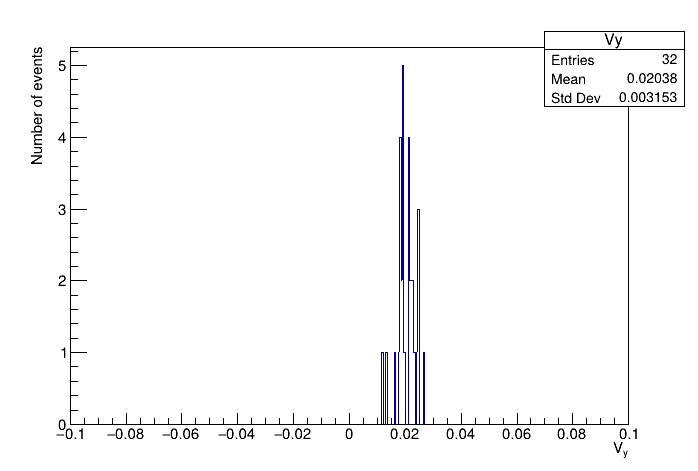 Vy
Entries 32
Mean 0.02038
Std Dev 0.003153
Number of events
5
4
3
2
1
0
−0.1 −0.08 −0.06 −0.04 −0.02 0 0.02 0.04 0.06 0.08 0.1
Vy